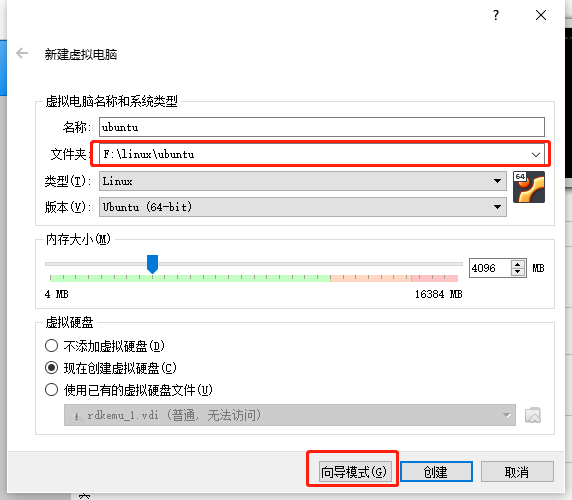 ?
新建虚拟电脑
虚拟电脑名称和系统类型
名称: ubuntu
文件夹: F:\linux\ubuntu
类型(T): Linux
64
版本(V): Ubuntu (64-bit)
内存大小(M)
4096 MB
4 MB 16384 MB
虚拟硬盘
不添加虚拟硬盘(D)
现在创建虚拟硬盘(C)
使用已有的虚拟硬盘文件(U)
rdkemu_1.vdi (普通, 无法访问)
向导模式(G) 创建 取消